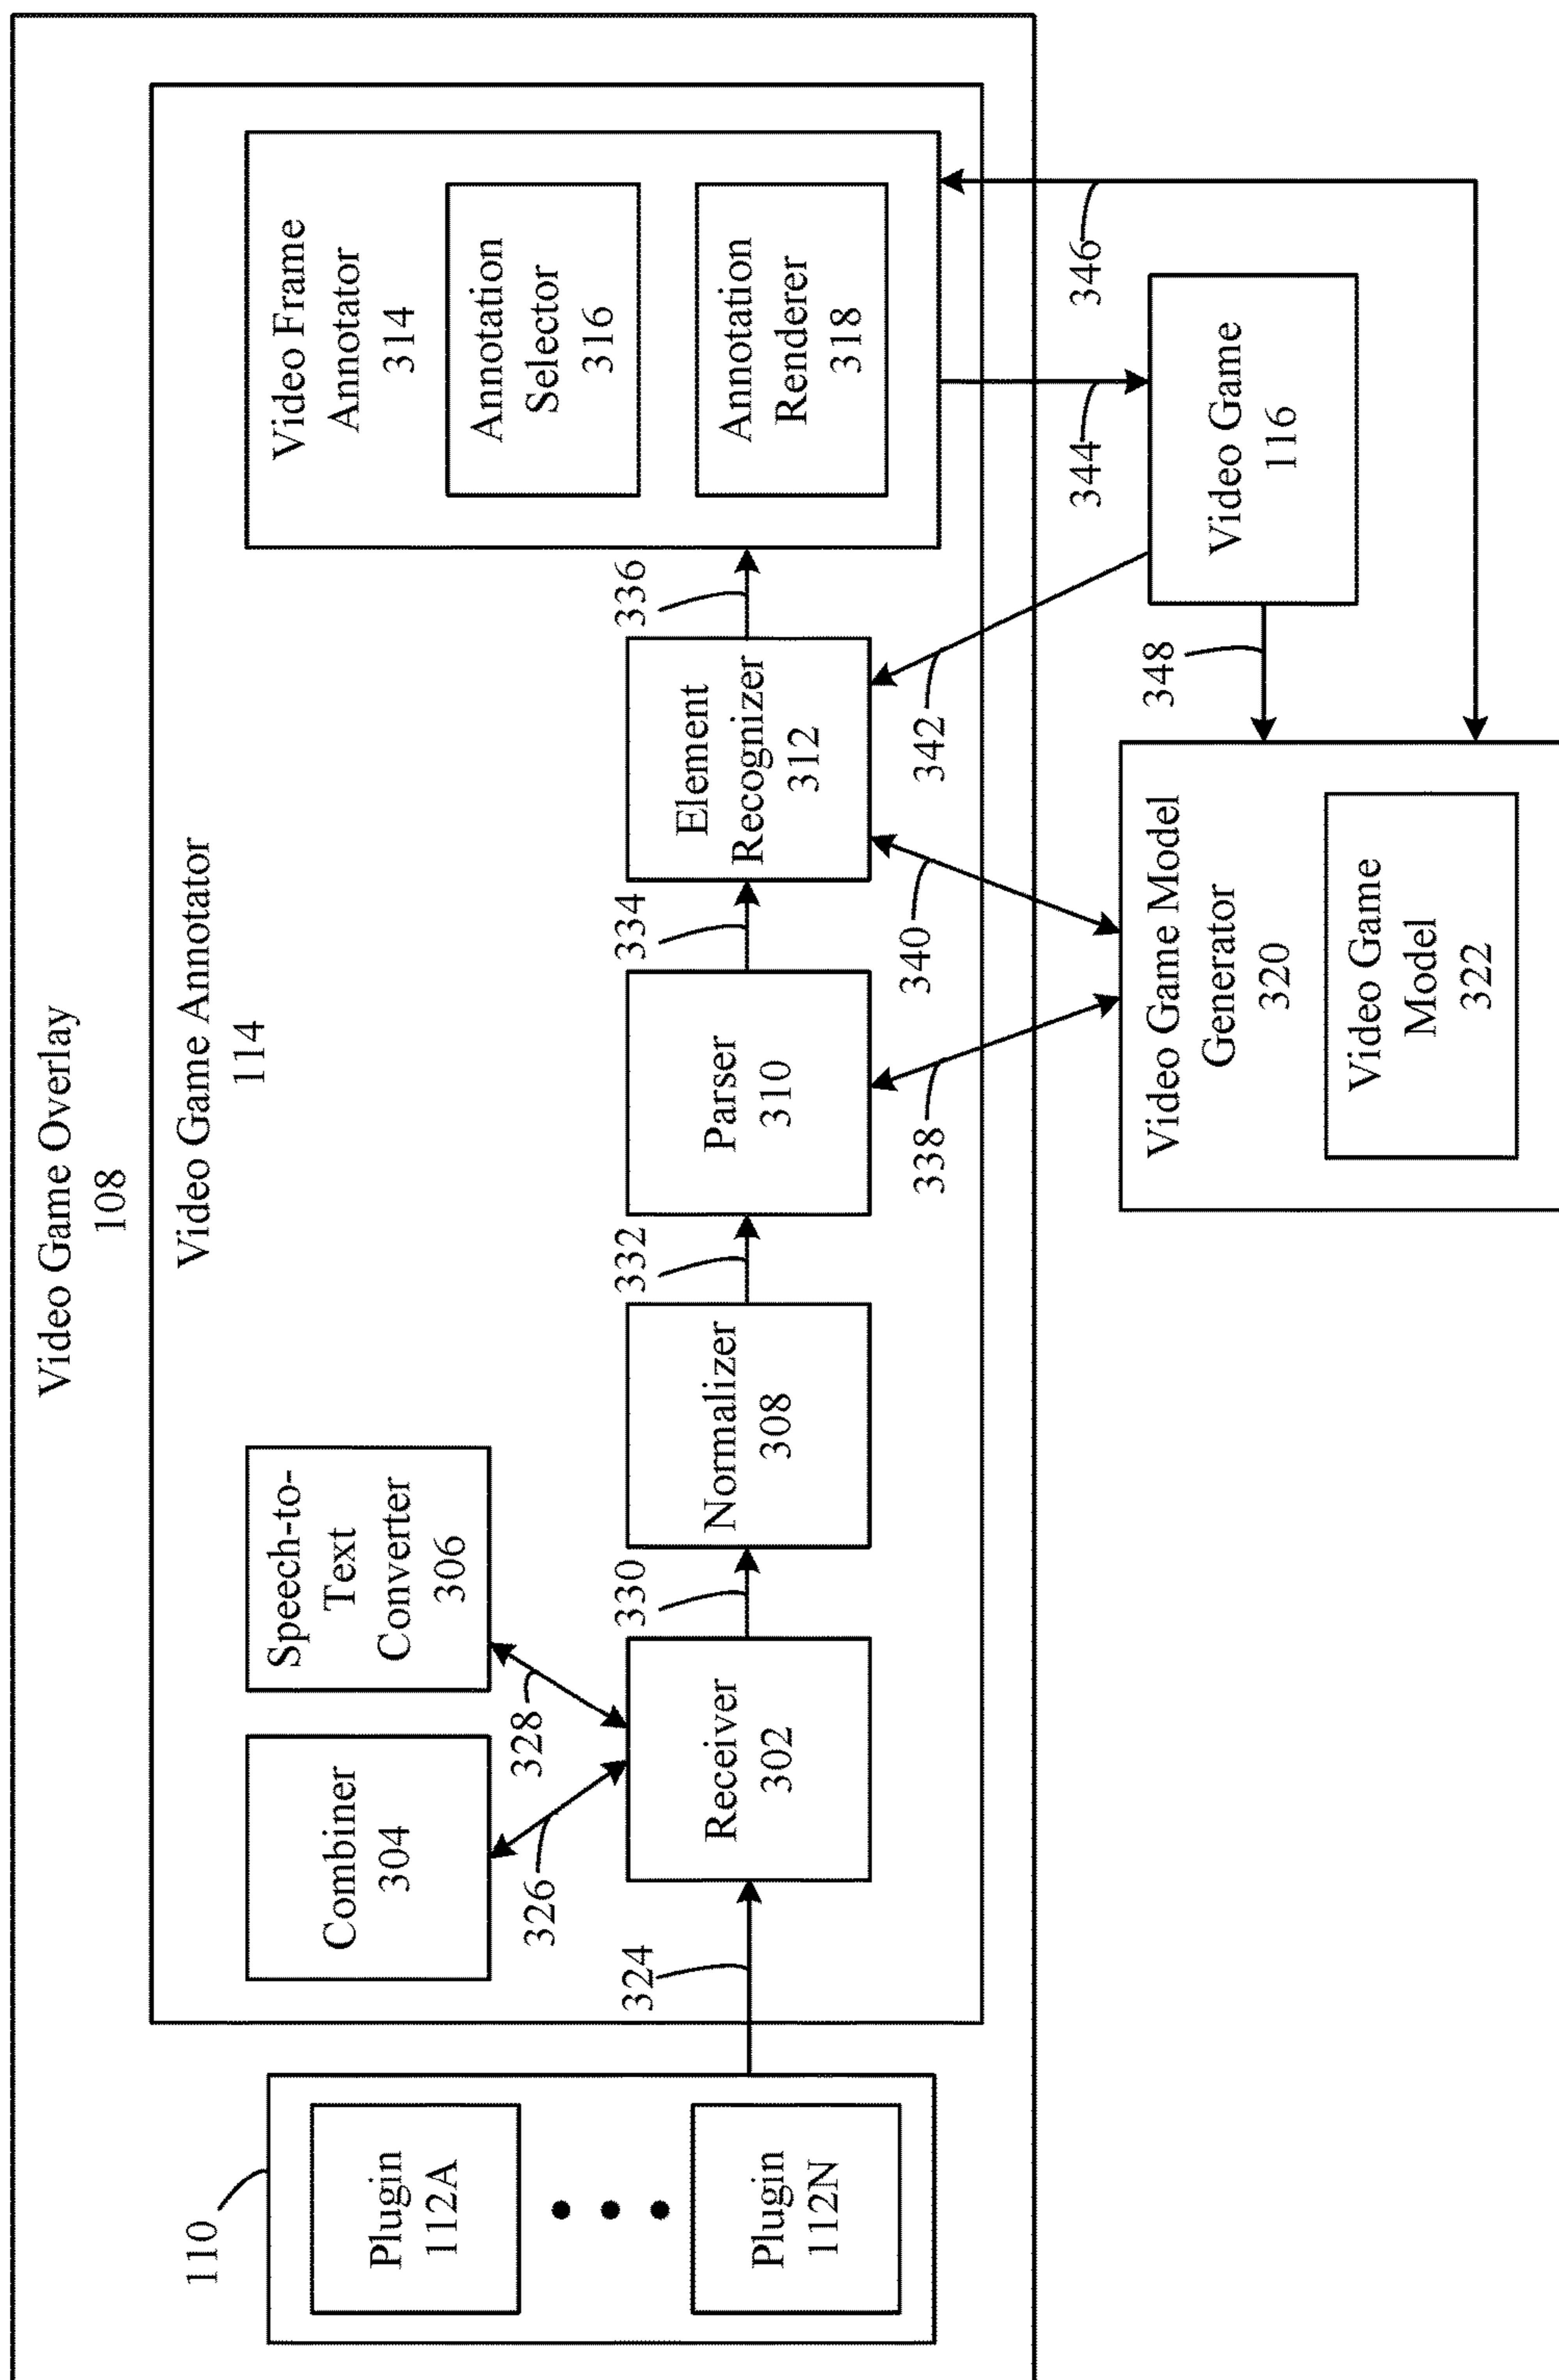 Video Game Overlay
108
Video Game Annotator
114
110
Plugin
112A
Plugin
112N
324
Combiner
304
Speech-to-
Text
Converter
306
326
328
Receiver
302
330
Normalizer
308
332
Parser
310
334
Element
Recognizer
312
336
Video Frame
Annotator
314
Annotation
Selector
316
Annotation
Renderer
318
338
340
342
344
346
Video Game
116
348
Video Game Model
Generator
320
Video Game
Model
322